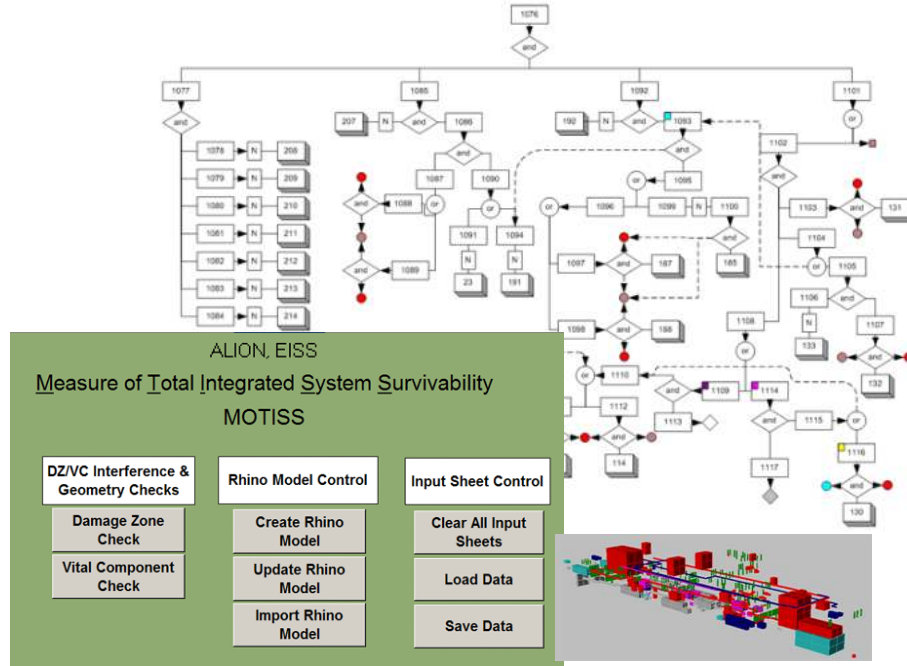 1076
and
1077
1085
1092
1101
and
207
N
and
1086
192
N
and
1093
or
and
and
1102
1078
N
208
and
1079
N
209
1087
1090
or
1095
1080
N
210
and
1088
or
or
or
1096
1099
N
1100
1103
and
131
1081
N
211
1091
1094
and
1104
1082
N
212
and
1089
N
N
1097
and
187
185
or
1105
1083
N
213
23
191
1106
and
1084
N
214
1098
and
188
1108
N
1107
133
and
or
132
or
1110
and
1109
1114
1112
1113
and
1115
or
and
1116
114
1117
and
130
ALION, EISS
Measure of Total Integrated System Survivability
MOTISS
DZ/VC Interference &
Geometry Checks
Rhino Model Control
Input Sheet Control
Damage Zone
Check
Create Rhino
Model
Clear All Input
Sheets
Vital Component
Check
Update Rhino
Model
Load Data
Import Rhino
Model
Save Data